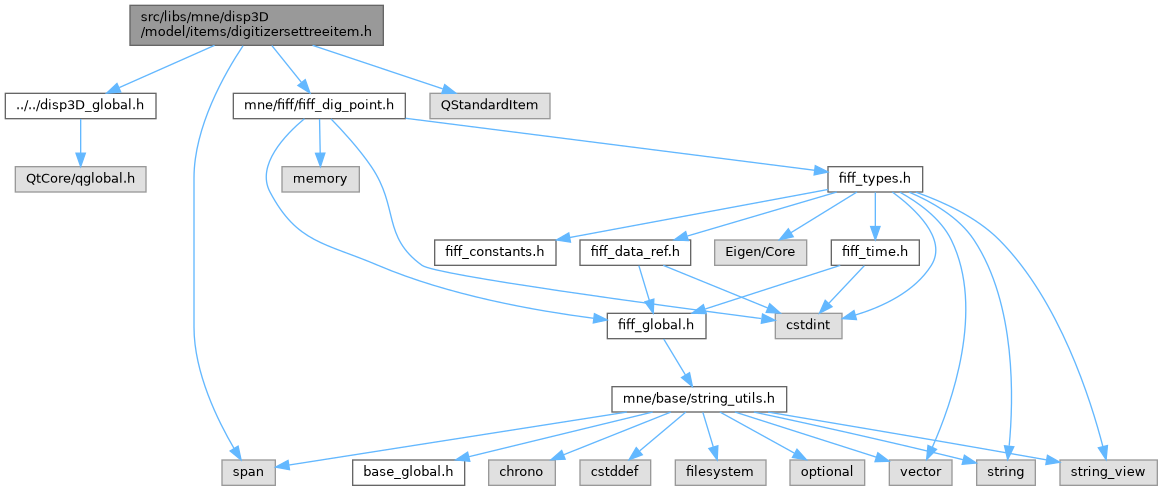 src/libs/mne/disp3D
/model/items/digitizersettreeitem.h
../../disp3D_global.h
mne/fiff/fiff_dig_point.h
QStandardItem
QtCore/qglobal.h
memory
fiff_types.h
fiff_constants.h
fiff_data_ref.h
Eigen/Core
fiff_time.h
fiff_global.h
cstdint
mne/base/string_utils.h
span
base_global.h
chrono
cstddef
filesystem
optional
vector
string
string_view